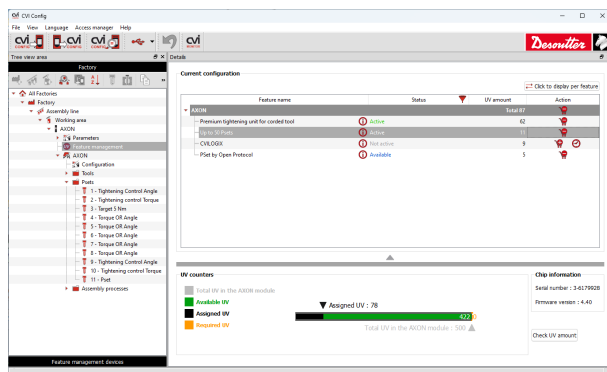 CVI Config
File View Language Access manager Help
CVI CONFIG CVI CONFIG CVI CONFIG CVI MONITOR
Desoutter
Tree view area
Details
Factory
All Factories
Factory
Assembly line
Working area
AXON
Parameters
Feature management
AXON
Configuration
Tools
Psets
1 - Tightening Control Angle
2 - Tightening control Torque
3 - Target 5 Nm
4 - Torque OR Angle
5 - Torque OR Angle
6 - Torque OR Angle
7 - Torque OR Angle
8 - Torque OR Angle
9 - Tightening Control Angle
10 - Tightening control Torque
11 - Pset
Assembly processes
Feature management devices
Current configuration
Click to display per feature
Feature name Status UV amount Action
AXON Total 87
Premium tightening unit for corded tool Active 62
Up to 50 Psets Active 11
CVILOGIX Not active 9
PSet by Open Protocol Available 5
UV counters
Total UV in the AXON module
Available UV
Assigned UV
Required UV
Assigned UV : 78
422
Total UV in the AXON module : 500
Chip information
Serial number : 3-6179928
Firmware version : 4.40
Check UV amount